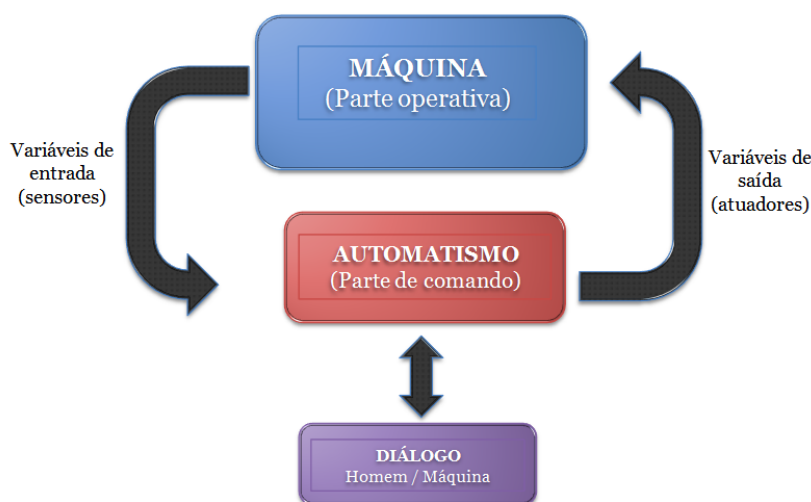 MÁQUINA
(Parte operativa)
Variáveis de
entrada
(sensores)
Variáveis de
saída
(atuadores)
AUTOMATISMO
(Parte de comando)
DIÁLOGO
Homem / Máquina